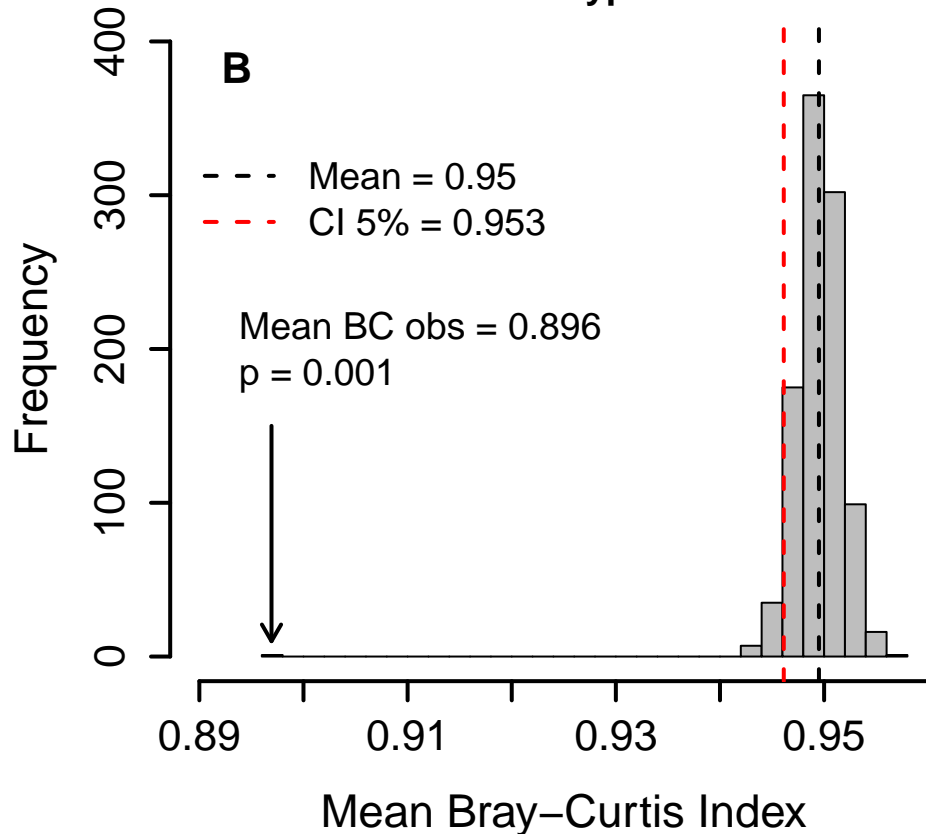 B
Mean = 0.95
CI 5% = 0.953
Mean BC obs = 0.896
p = 0.001
Frequency
0
100
200
300
400
0.89
0.91
0.93
0.95
Mean Bray−Curtis Index